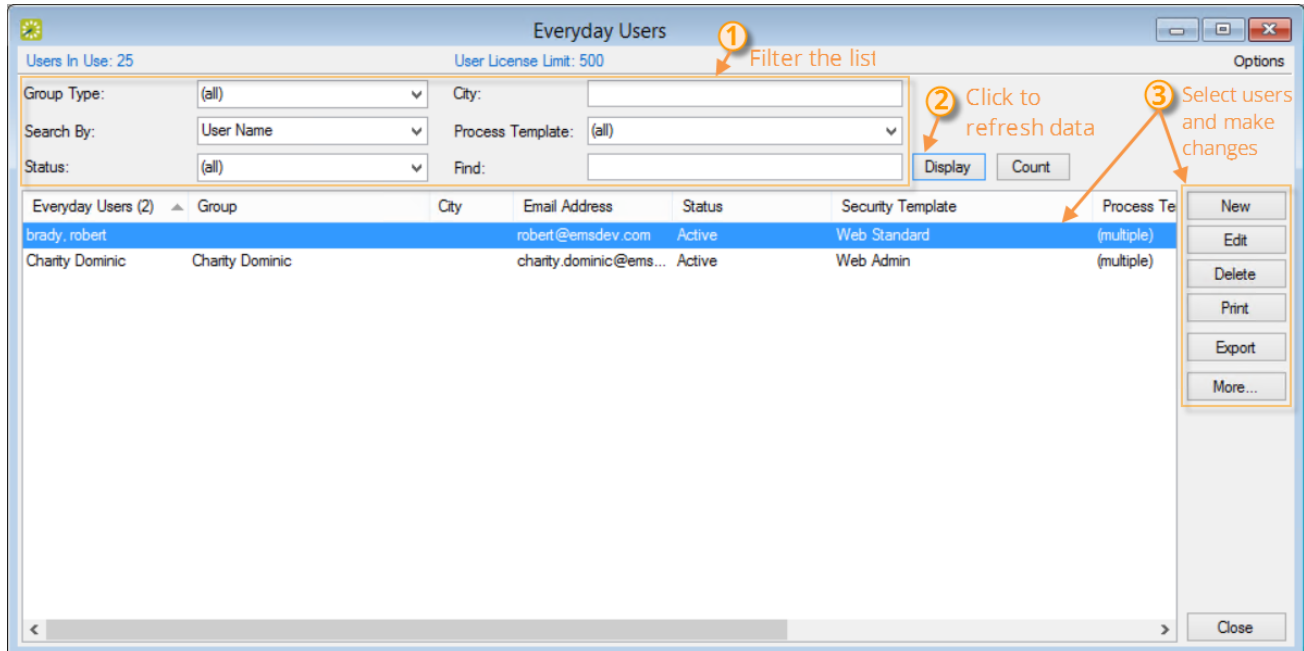 Everyday Users
Users In Use: 25 User License Limit: 500 Options
1 Filter the list
Group Type: (all) City:
Search By: User Name Process Template: (all)
Status: (all) Find: Display Count
2 Click to
refresh data
3 Select users
and make
changes
Everyday Users (2) Group City Email Address Status Security Template Process Te
brady, robert robert@emsdev.com Active Web Standard (multiple)
Charity Dominic Charity Dominic charity.dominic@ems... Active Web Admin (multiple)
New
Edit
Delete
Print
Export
More...
Close